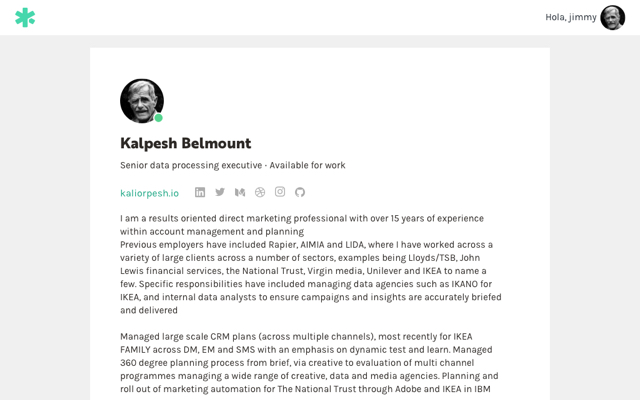 Hola, jimmy
Kalpesh Belmount
Senior data processing executive · Available for work
kaliorpesh.io
I am a results oriented direct marketing professional with over 15 years of experience
within account management and planning
Previous employers have included Rapier, AIMIA and LIDA, where I have worked across a
variety of large clients across a number of sectors, examples being Lloyds/TSB, John
Lewis financial services, the National Trust, Virgin media, Unilever and IKEA to name a
few. Specific responsibilities have included managing data agencies such as IKANO for
IKEA, and internal data analysts to ensure campaigns and insights are accurately briefed
and delivered
Managed large scale CRM plans (across multiple channels), most recently for IKEA
FAMILY across DM, EM and SMS with an emphasis on dynamic test and learn. Managed
360 degree planning process from brief, via creative to evaluation of multi channel
programmes managing a wide range of creative, data and media agencies. Planning and
roll out of marketing automation for The National Trust through Adobe and IKEA in IBM